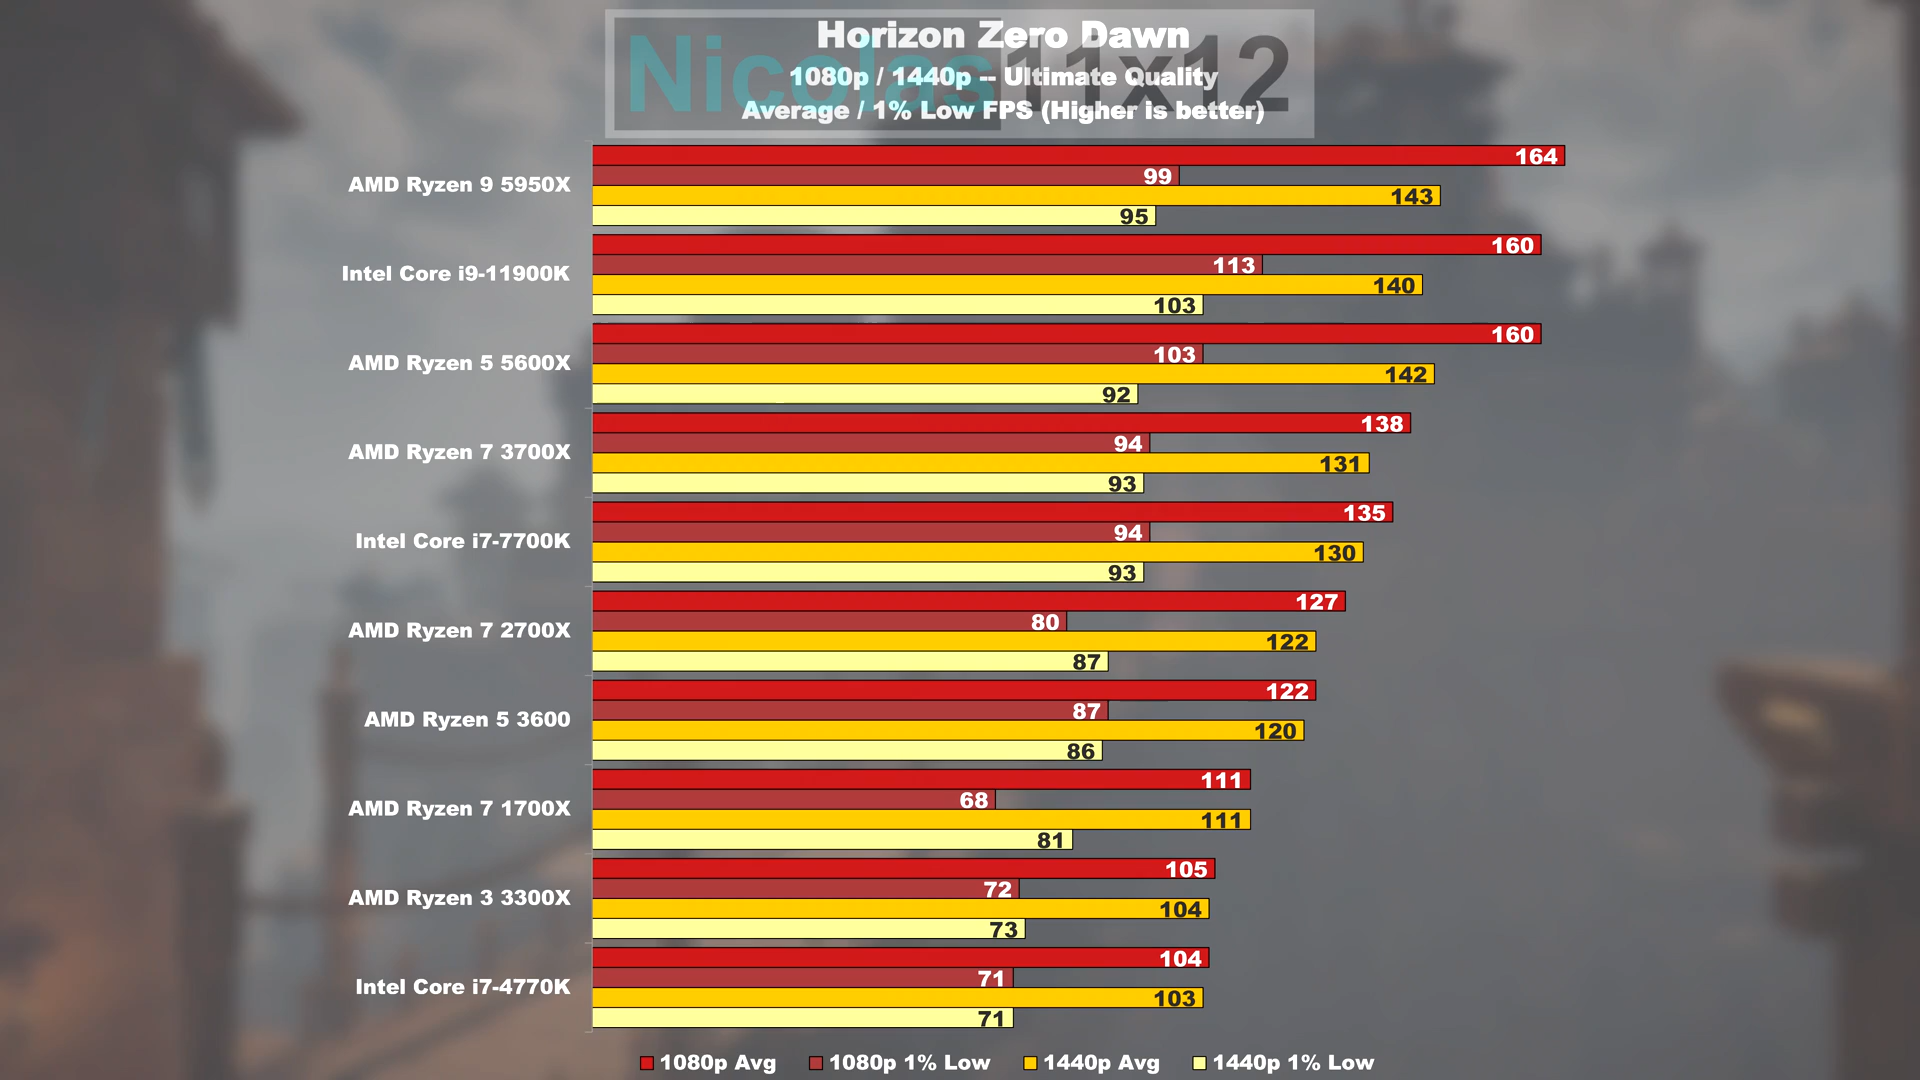 Horizon Zero Dawn
Nicolas11x12
1080p / 1440p -- Ultimate Quality
Average / 1% Low FPS (Higher is better)
AMD Ryzen 9 5950X
164
99
143
95
Intel Core i9-11900K
160
113
140
103
AMD Ryzen 5 5600X
160
103
142
92
AMD Ryzen 7 3700X
138
94
131
93
Intel Core i7-7700K
135
94
130
93
AMD Ryzen 7 2700X
127
80
122
87
AMD Ryzen 5 3600
122
87
120
86
AMD Ryzen 7 1700X
111
68
111
81
AMD Ryzen 3 3300X
105
72
104
73
Intel Core i7-4770K
104
71
103
71
1080p Avg 1080p 1% Low 1440p Avg 1440p 1% Low